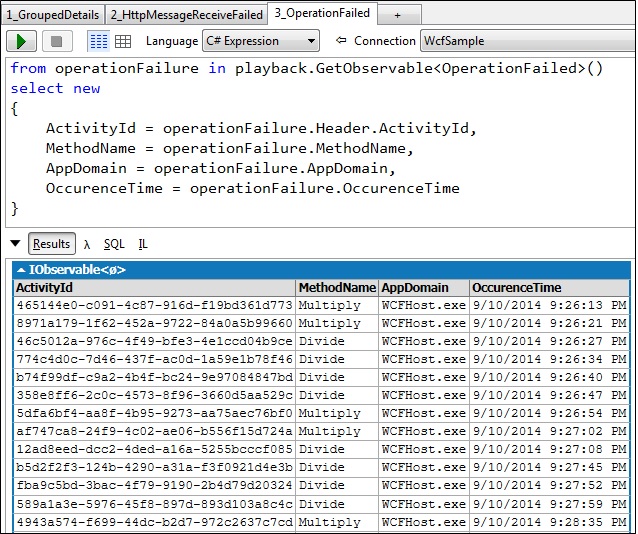 1_GroupedDetails 2_HttpMessageReceiveFailed 3_OperationFailed +
Language C# Expression Connection WcfSample
from operationFailure in playback.GetObservable<OperationFailed>()
select new
{
ActivityId = operationFailure.Header.ActivityId,
MethodName = operationFailure.MethodName,
AppDomain = operationFailure.AppDomain,
OccurenceTime = operationFailure.OccurenceTime
}
Results λ SQL IL
IObservable<ø>
ActivityId MethodName AppDomain OccurenceTime
465144e0-c091-4c87-916d-f19bd361d773 Multiply WCFHost.exe 9/10/2014 9:26:13 PM
8971a179-1f62-452a-9722-84a0a5b99660 Multiply WCFHost.exe 9/10/2014 9:26:21 PM
46c5012a-976c-4f49-bfe3-4e1ccd04b9ce Divide WCFHost.exe 9/10/2014 9:26:27 PM
774c4d0c-7d46-437f-ac0d-1a59e1b78f46 Divide WCFHost.exe 9/10/2014 9:26:34 PM
b74f99df-c9a2-4b4f-bc24-9e97084847bd Divide WCFHost.exe 9/10/2014 9:26:40 PM
358e8ff6-2c0c-4573-8f96-3660d5aa529c Divide WCFHost.exe 9/10/2014 9:26:47 PM
5dfa6bf4-aa8f-4b95-9273-aa75aec76bf0 Multiply WCFHost.exe 9/10/2014 9:26:54 PM
af747ca8-24f9-4c02-ae06-b556f15d724a Multiply WCFHost.exe 9/10/2014 9:27:02 PM
12ad8eed-dcc2-4ded-a16a-5255bcccf085 Divide WCFHost.exe 9/10/2014 9:27:08 PM
b5d2f2f3-124b-4290-a31a-f3f0921d4e3b Divide WCFHost.exe 9/10/2014 9:27:45 PM
fba9c5bd-3bac-4f79-9190-2b4d79d20324 Divide WCFHost.exe 9/10/2014 9:27:52 PM
589a1a3e-5976-45f8-897d-893d103a8c4c Divide WCFHost.exe 9/10/2014 9:27:59 PM
4943a574-f699-44dc-b2d7-972c2637c7cd Multiply WCFHost.exe 9/10/2014 9:28:35 PM